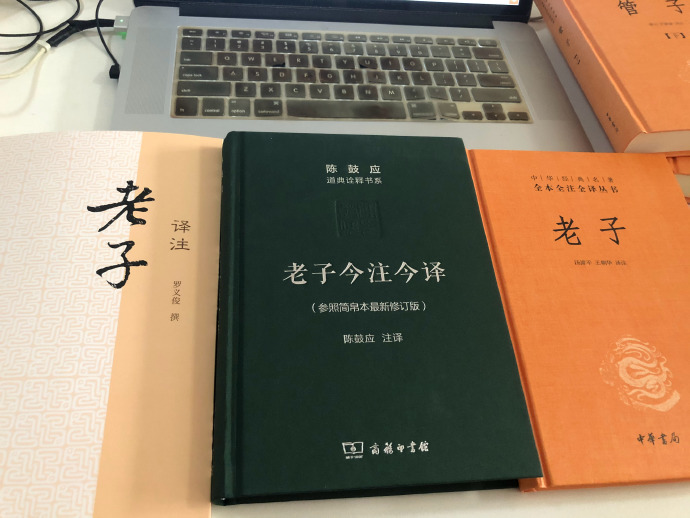 老子
译注
罗义俊 撰
陈鼓应
道典诠释书系
老子今注今译
（参照简帛本最新修订版）
陈鼓应 注译
商务印书馆
中华经典名著
全本全注全译丛书
老子
中华书局
管子